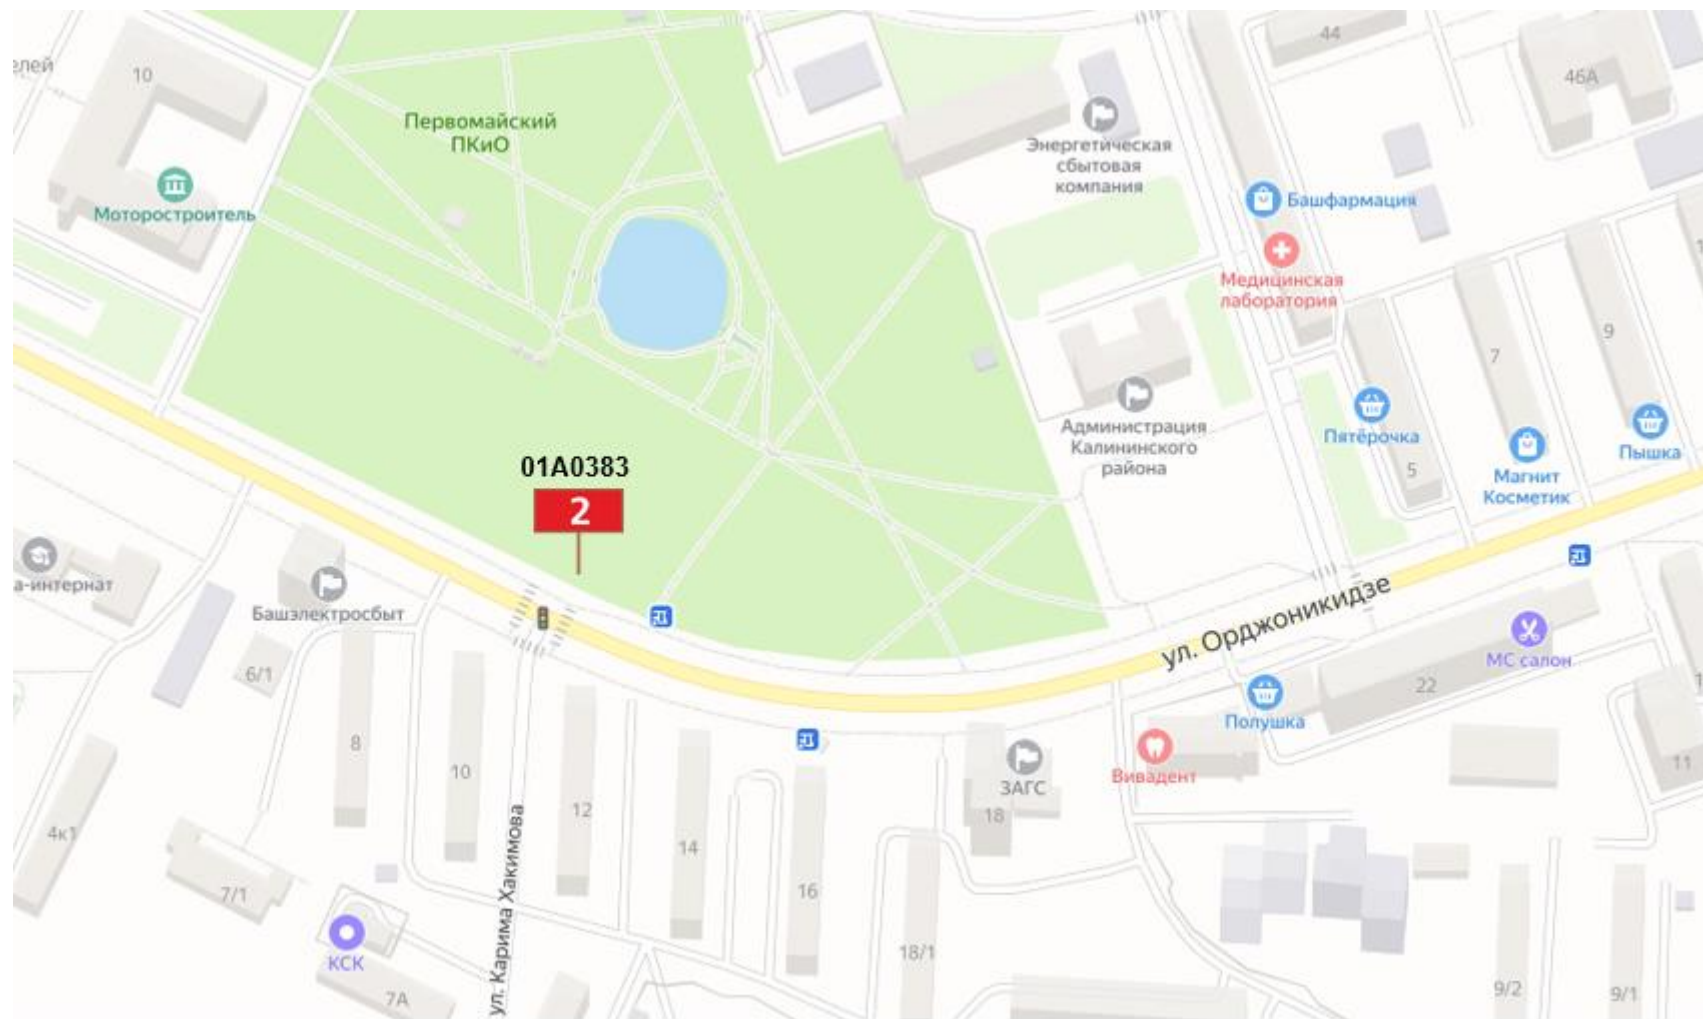 44
елей
10
46А
Первомайский
ПКиО
Энергетическая
сбытовая
компания
Башфармация
Моторостроитель
Медицинская
лаборатория
9
7
Администрация
Калининского
района
Пятёрочка
Пышка
5
Магнит
Косметик
01А0383
2
а-интернат
Башэлектросбыт
ул. Орджоникидзе
МС салон
6/1
22
Полушка
8
10
12
14
16
ЗАГС
18
Вивадент
11
4к1
7/1
ул. Карима Хакимова
КСК
7А
18/1
9/2
9/1